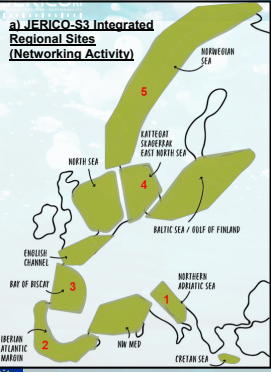 a) JERICO-S3 Integrated
Regional Sites
(Networking Activity)
NORWEGIAN
SEA
5
KATTEGAT
SKAGERRAK
EAST NORTH SEA
NORTH SEA
4
BALTIC SEA / GULF OF FINLAND
ENGLISH
CHANNEL
NORTHERN
ADRIATIC SEA
BAY OF BISCAY
3
1
IBERIAN
ATLANTIC
MARGIN
2
NW MED
CRETAN SEA